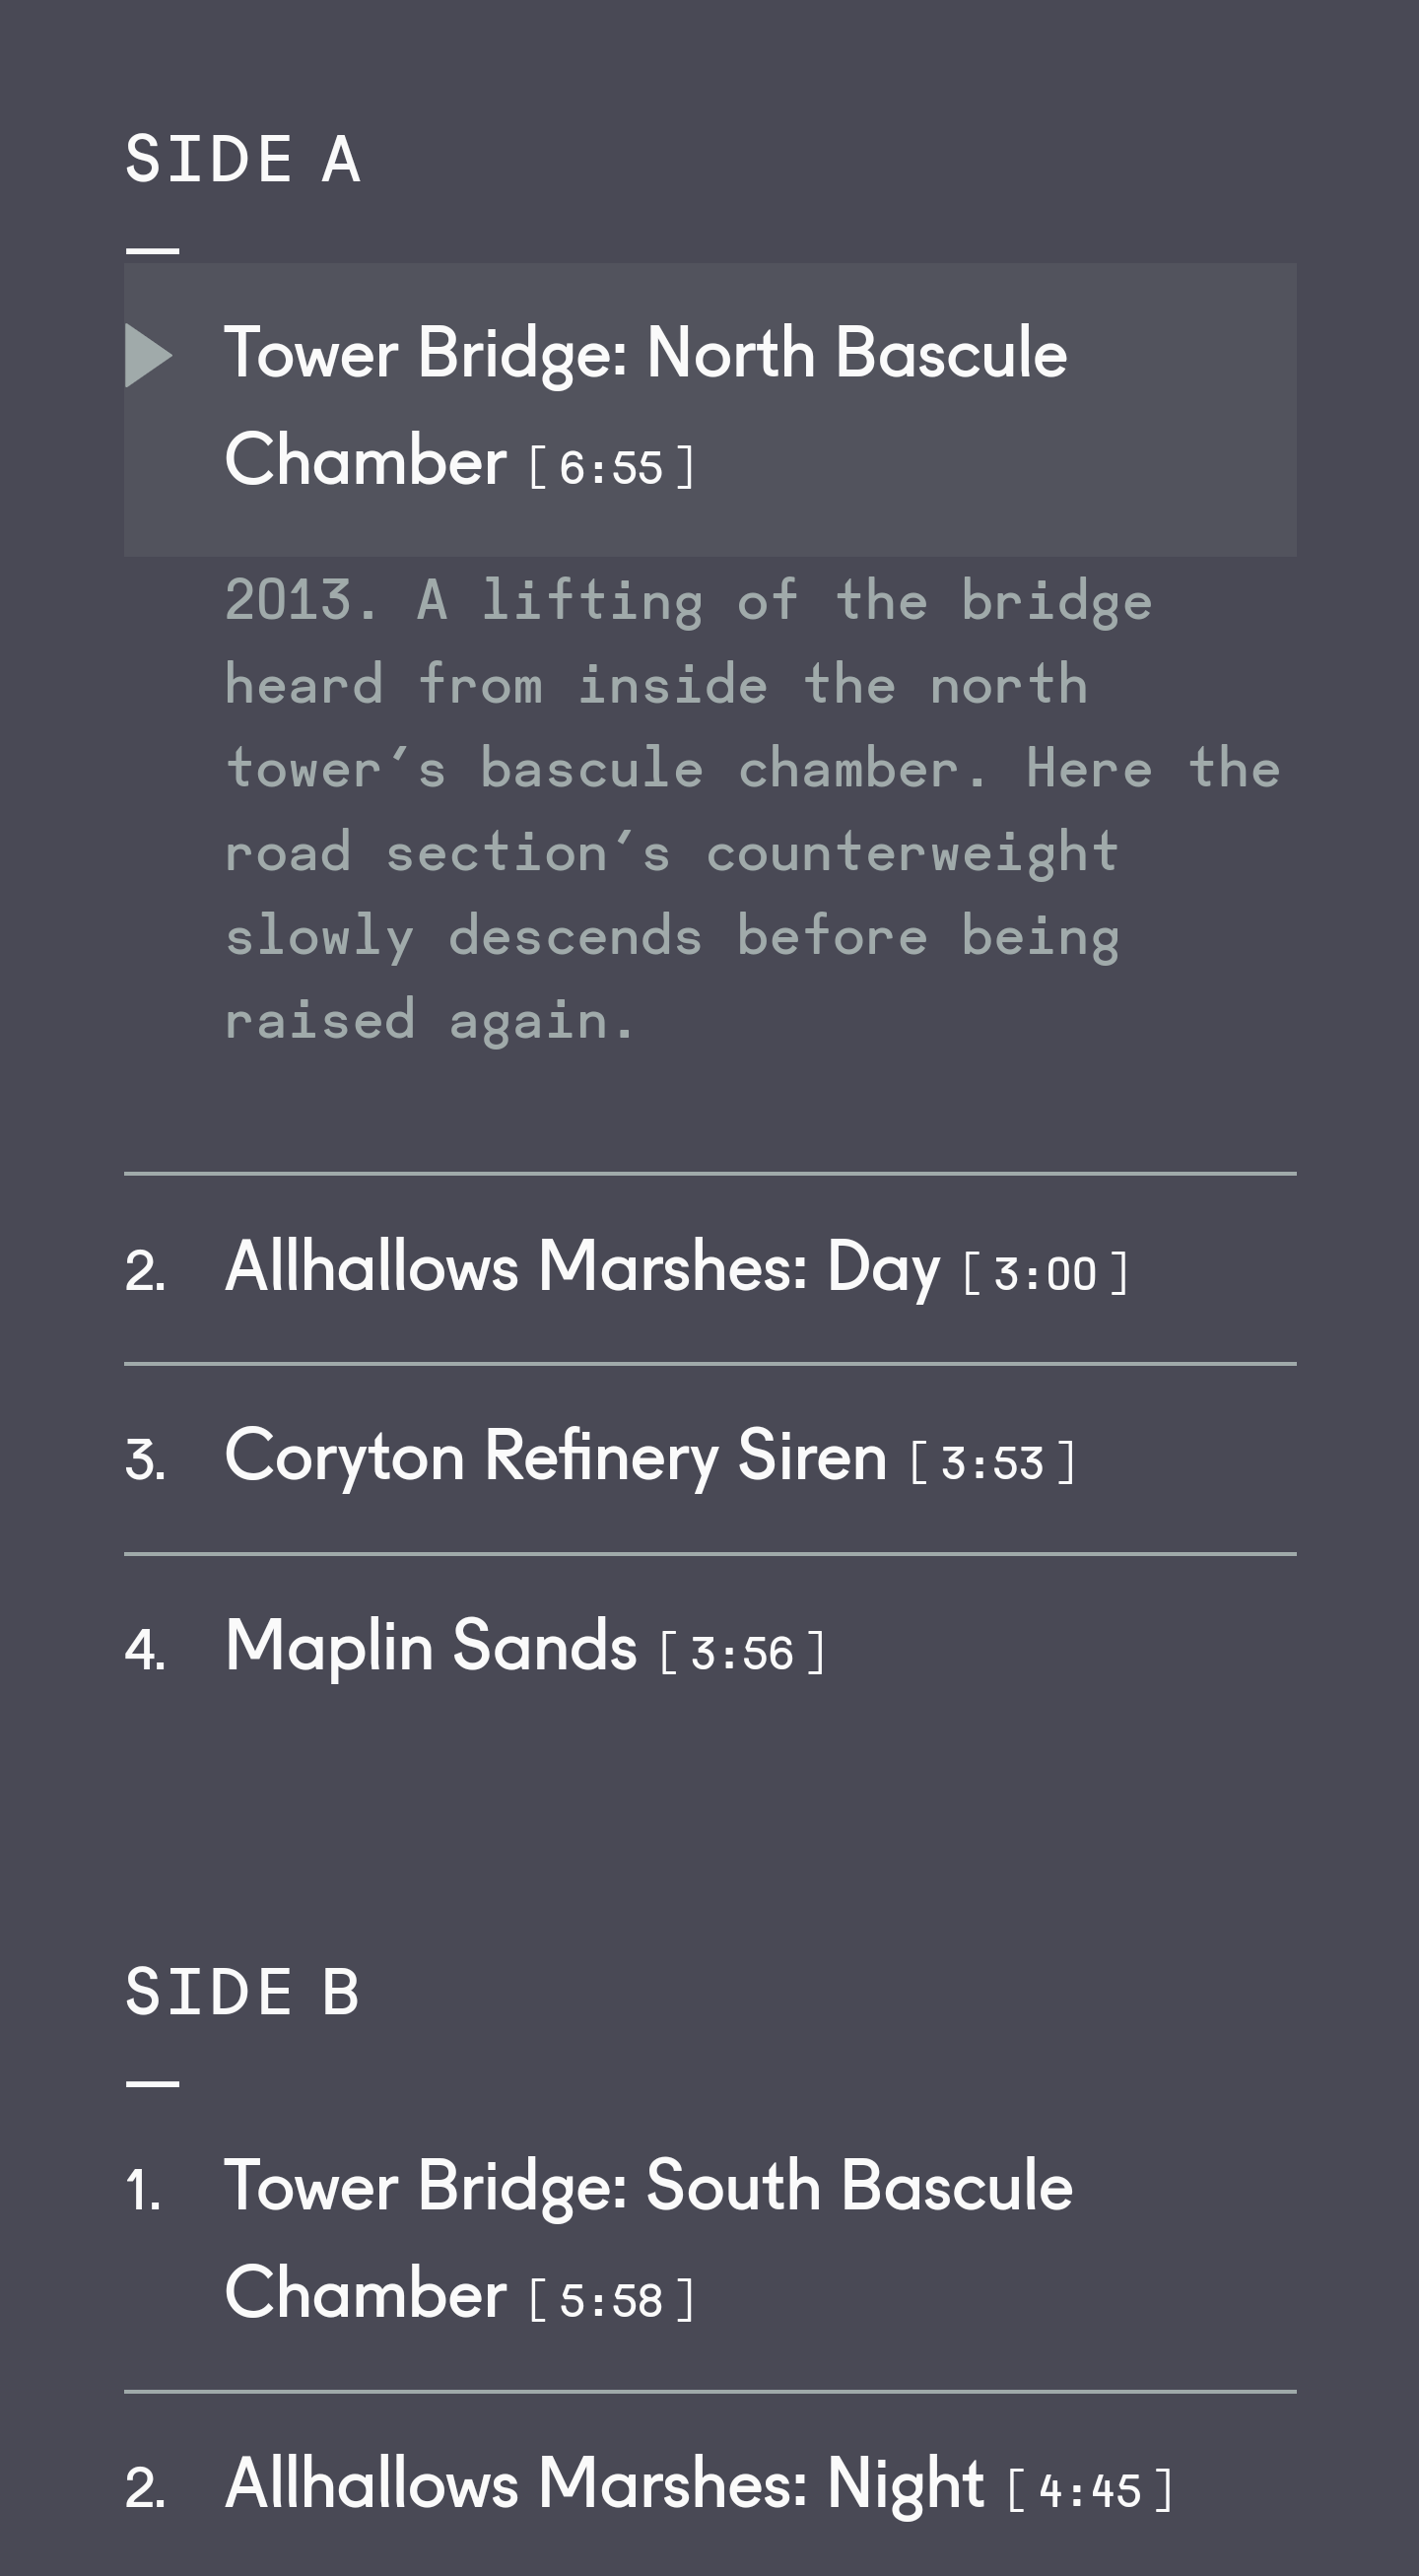 SIDE A
Tower Bridge: North Bascule
Chamber [ 6:55 ]
2013. A lifting of the bridge
heard from inside the north
tower’s bascule chamber. Here the
road section’s counterweight
slowly descends before being
raised again.
2. Allhallows Marshes: Day [ 3:00 ]
3. Coryton Refinery Siren [ 3:53 ]
4. Maplin Sands [ 3:56 ]
SIDE B
1. Tower Bridge: South Bascule
Chamber [ 5:58 ]
2. Allhallows Marshes: Night [ 4:45 ]